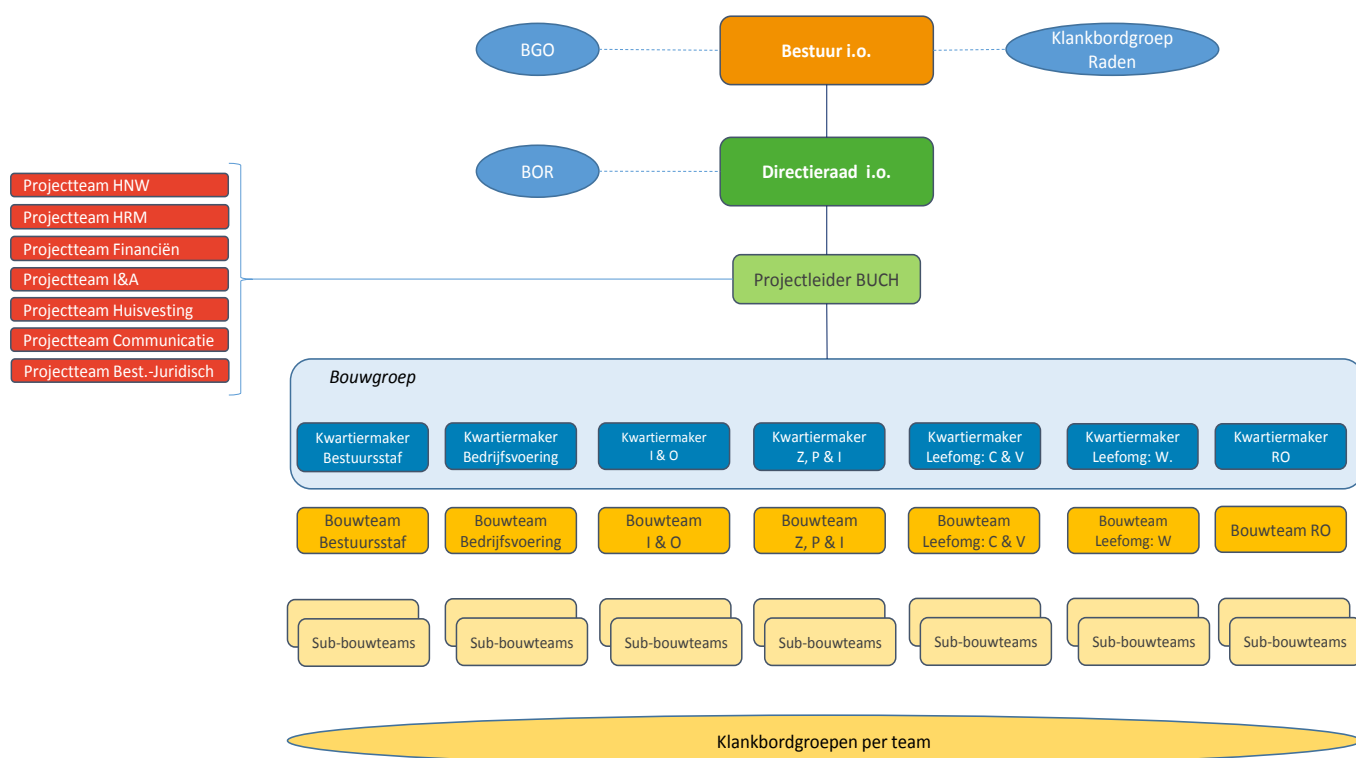 BGO
Bestuur i.o.
Klankbordgroep
Raden
BOR
Directieraad i.o.
Projectteam HNW
Projectteam HRM
Projectteam Financiën
Projectteam I&A
Projectteam Huisvesting
Projectteam Communicatie
Projectteam Best.-Juridisch
Projectleider BUCH
Bouwgroep
Kwartiermaker
Bestuursstaf
Kwartiermaker
Bedrijfsvoering
Kwartiermaker
I & O
Kwartiermaker
Z, P & I
Kwartiermaker
Leefomg: C & V
Kwartiermaker
Leefomg: W.
Kwartiermaker
RO
Bouwteam
Bestuursstaf
Bouwteam
Bedrijfsvoering
Bouwteam
I & O
Bouwteam
Z, P & I
Bouwteam
Leefomg: C & V
Bouwteam
Leefomg: W
Bouwteam RO
Sub-bouwteams
Sub-bouwteams
Sub-bouwteams
Sub-bouwteams
Sub-bouwteams
Sub-bouwteams
Sub-bouwteams
Klankbordgroepen per team